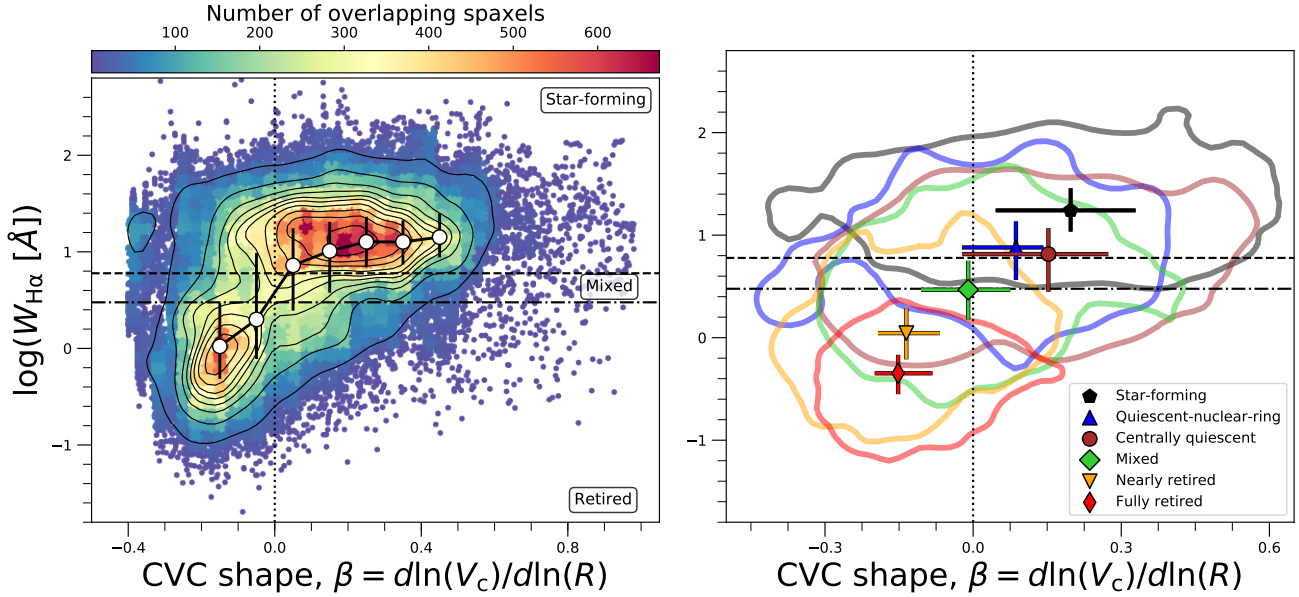 Number of overlapping spaxels
100 200 300 400 500 600
Star-forming
Mixed
Retired
log(W_Hα [Å])
2
1
0
−1
−0.4 0.0 0.4 0.8
CVC shape, β = dln(V_c)/dln(R)
2
1
0
−1
Star-forming
Quiescent-nuclear-ring
Centrally quiescent
Mixed
Nearly retired
Fully retired
−0.3 0.0 0.3 0.6
CVC shape, β = dln(V_c)/dln(R)